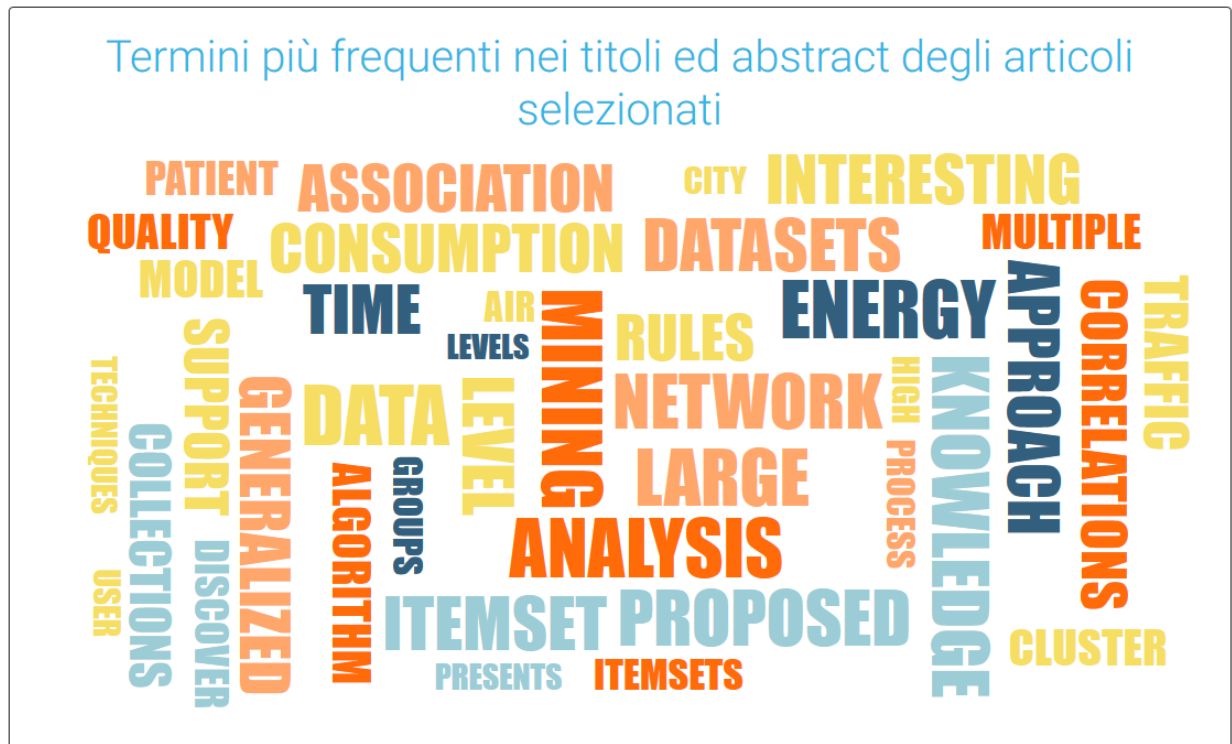 Termini più frequenti nei titoli ed abstract degli articoli
selezionati
PATIENT
ASSOCIATION
CITY
INTERESTING
QUALITY
CONSUMPTION
DATASETS
MULTIPLE
MODEL
TIME
AIR
LEVELS
MINING
RULES
ENERGY
APPROACH
CORRELATIONS
TRAFFIC
SUPPORT
TECHNIQUES
GENERALIZED
DATA
LEVEL
NETWORK
HIGH
KNOWLEDGE
COLLECTIONS
ALGORITHM
GROUPS
LARGE
PROCESS
ANALYSIS
USER
DISCOVER
ITEMSET
PROPOSED
CLUSTER
PRESENTS
ITEMSETS